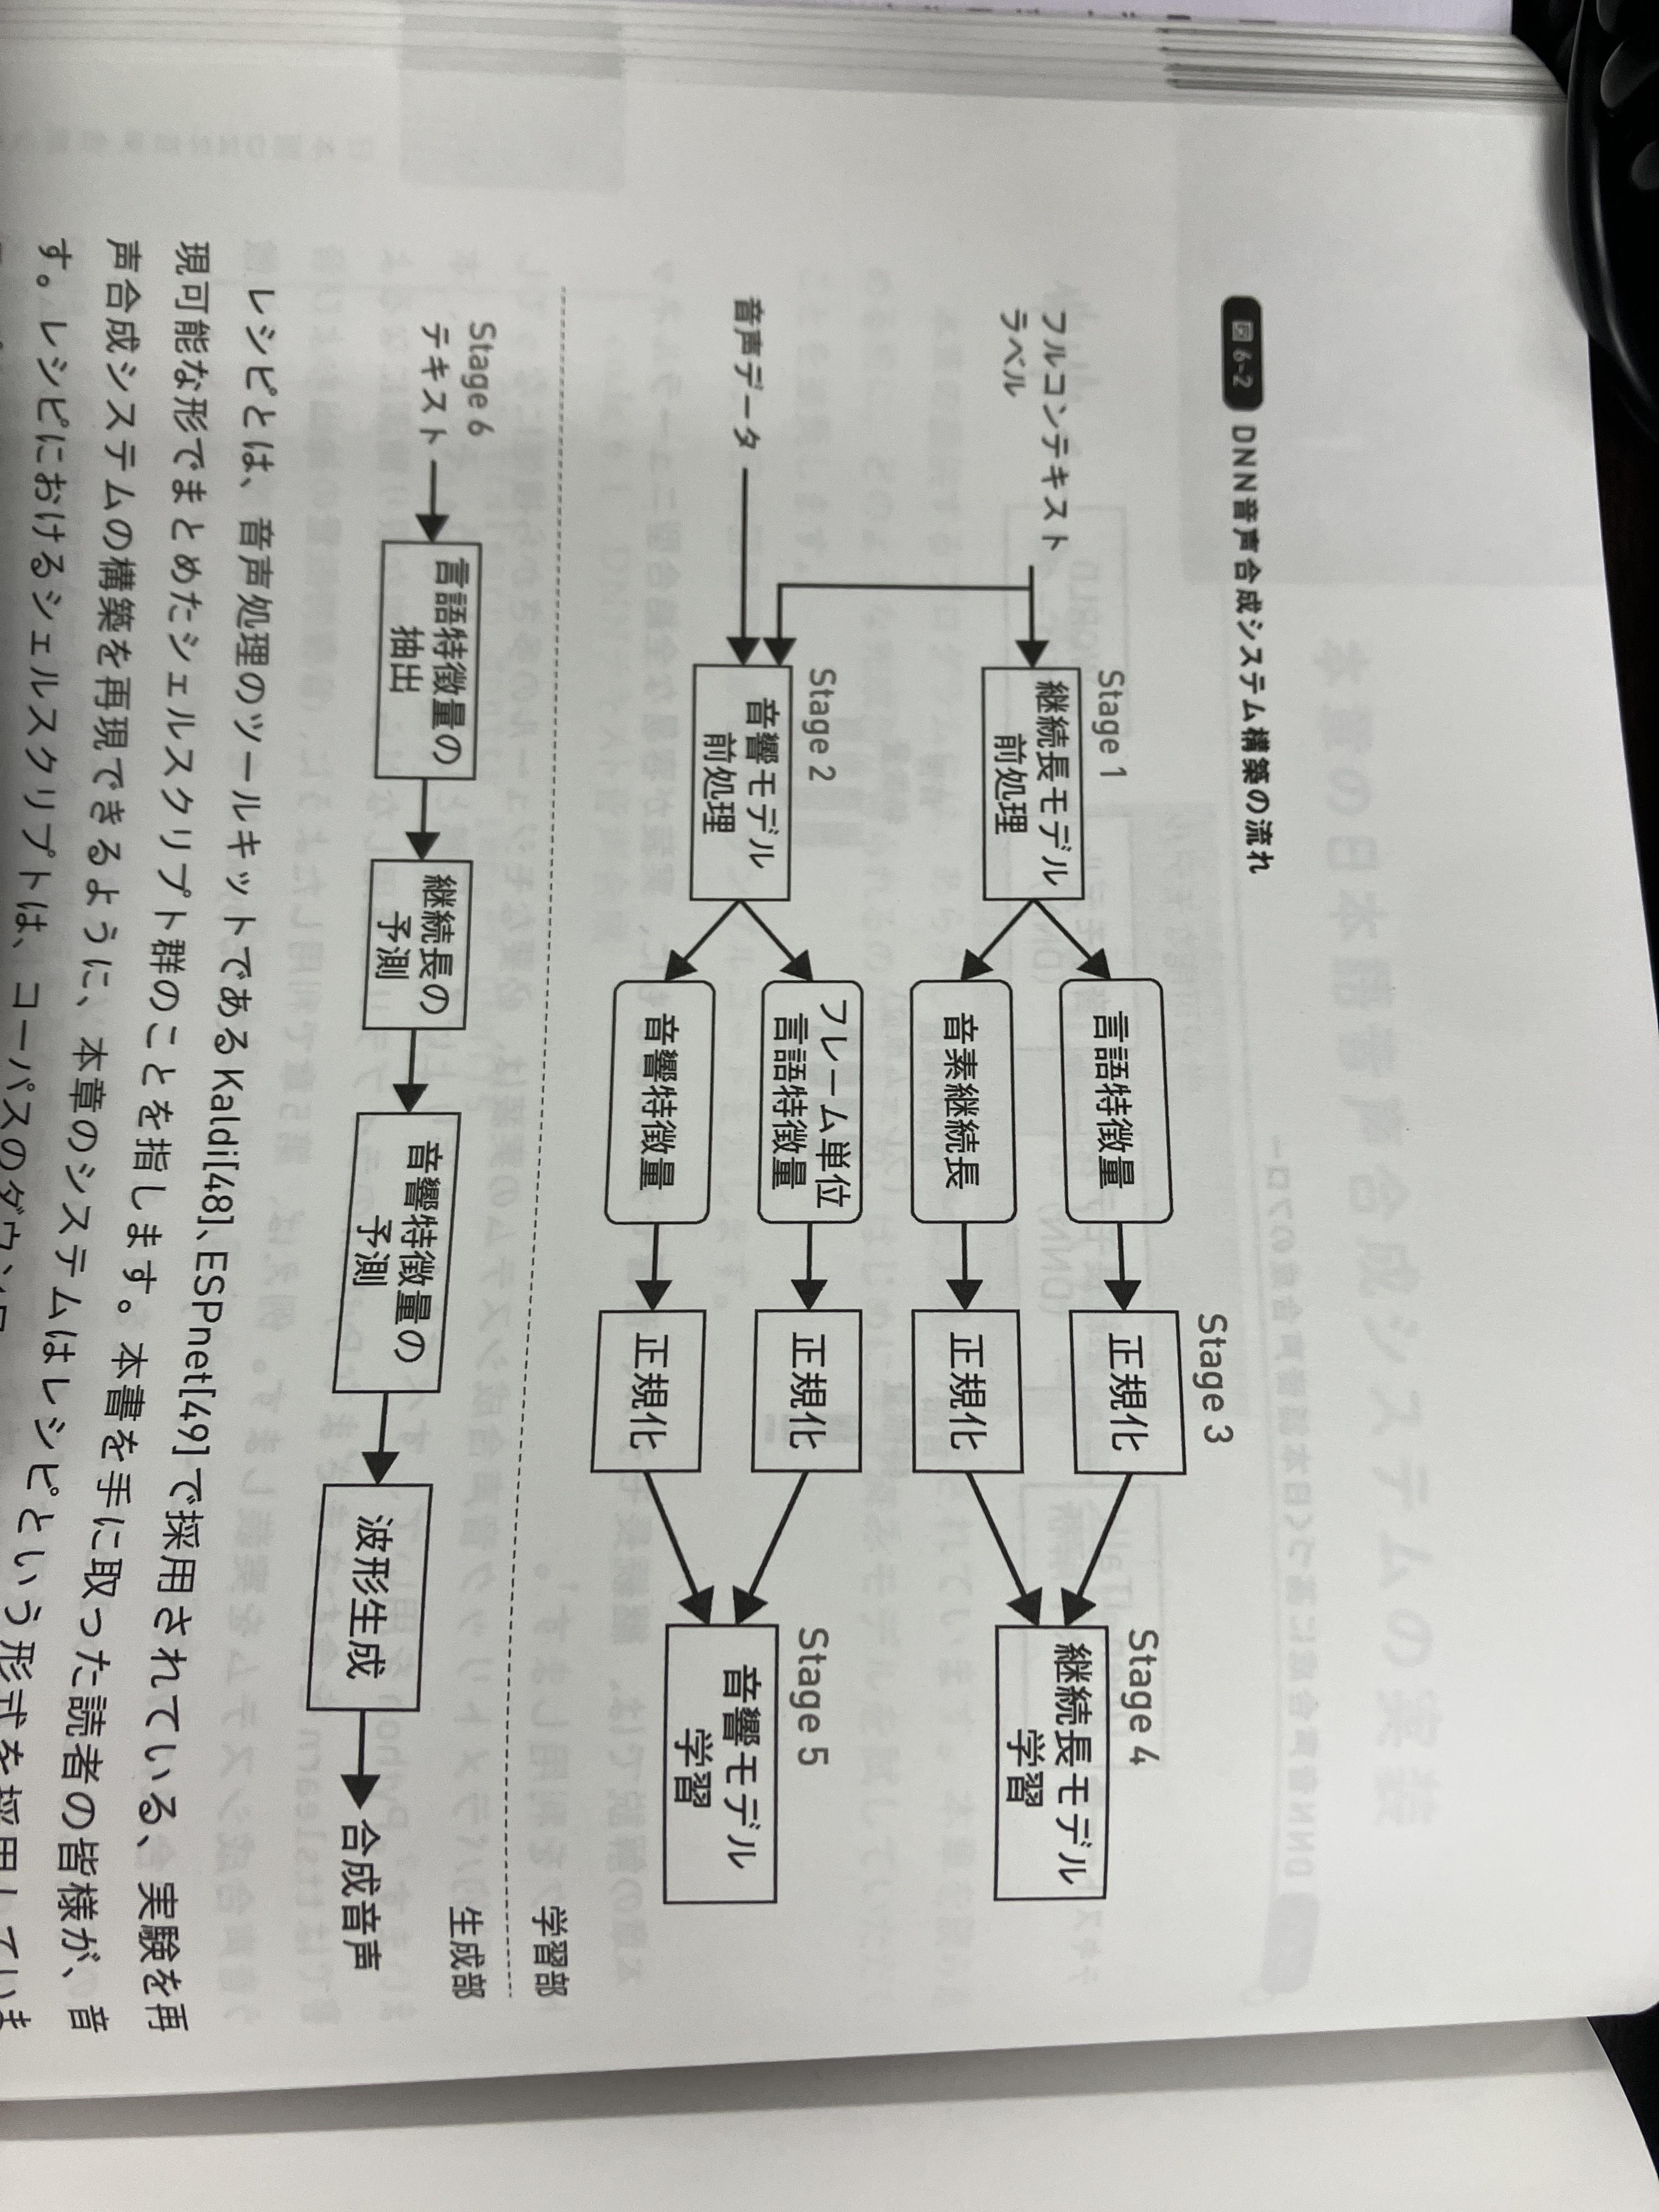 図6-2 DNN音声合成システム構築の流れ
フルコンテキスト
ラベル
Stage 1
継続長モデル
前処理
言語特徴量
音素継続長
Stage 3
正規化
正規化
Stage 4
継続長モデル
学習
音声データ
Stage 2
音響モデル
前処理
フレーム単位
言語特徴量
音響特徴量
正規化
正規化
Stage 5
音響モデル
学習
学習部
生成部
Stage 6
テキスト
言語特徴量の
抽出
継続長の
予測
音響特徴量の
予測
波形生成
合成音声
レシピとは、音声処理のツールキットであるKaldi[48]、ESPnet[49]で採用されている、実験を再
現可能な形でまとめたシェルスクリプト群のことを指します。本書を手に取った読者の皆様が、音
声合成システムの構築を再現できるように、本章のシステムはレシピという形式を採用していま
す。レシピにおけるシェルスクリプトは、コーパスのダウン